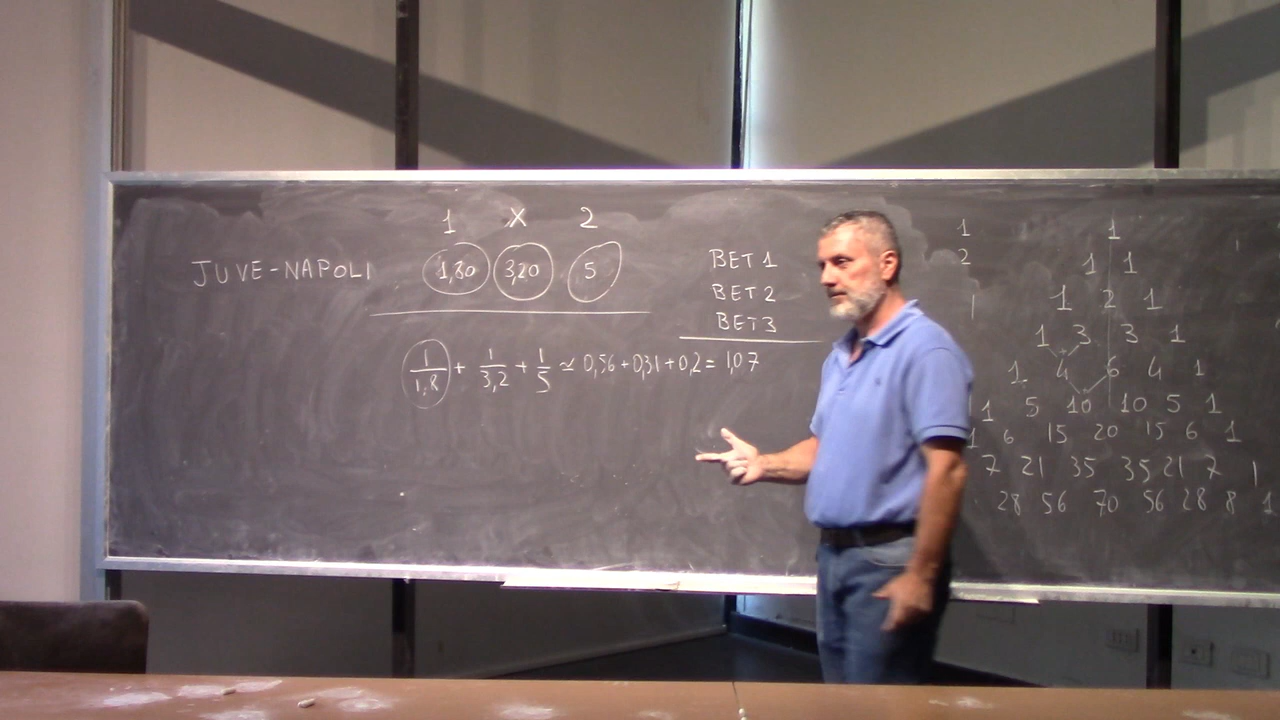 1 X 2
JUVE-NAPOLI 1,80 3,20 5
1/1,8 + 1/3,2 + 1/5 ≃ 0,56+0,31+0,2= 1,07
BET 1
BET 2
BET 3
1
2
1
1 1
1 2 1
1 3 3 1
1 4 6 4 1
1 5 10 10 5 1
1 6 15 20 15 6 1
7 21 35 35 21 7 1
28 56 70 56 28 8 1